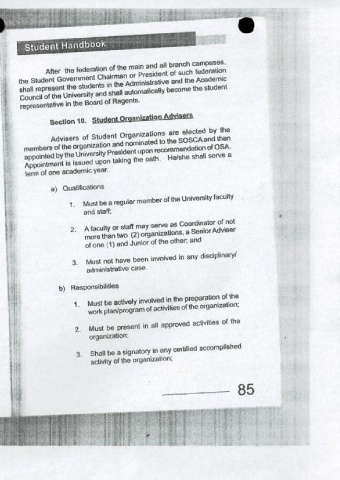 Student Handbook
After the federation of the main and all branch campuses,
the Student Government Chairman or President of such federation
shall represent the students in the Administrative and the Academic
Council of the University and shall automatically become the student
representative in the Board of Regents.
Section 10. Student Organization Advisers
Advisers of Student Organizations are elected by the
members of the organization and nominated to the SOSCA and then
appointed by the University President upon recommendation of OSA.
Appointment is issued upon taking the oath. He/she shall serve a
term of one academic year.
a) Qualifications
1. Must be a regular member of the University faculty
and staff;
2. A faculty or staff may serve as Coordinator of not
more than two (2) organizations, a Senior Adviser
of one (1) and Junior of the other; and
3. Must not have been involved in any disciplinary/
administrative case.
b) Responsibilities
1. Must be actively involved in the preparation of the
work plan/program of activities of the organization;
2. Must be present in all approved activities of the
organization;
3. Shall be a signatory in any certified accomplished
activity of the organization;
85